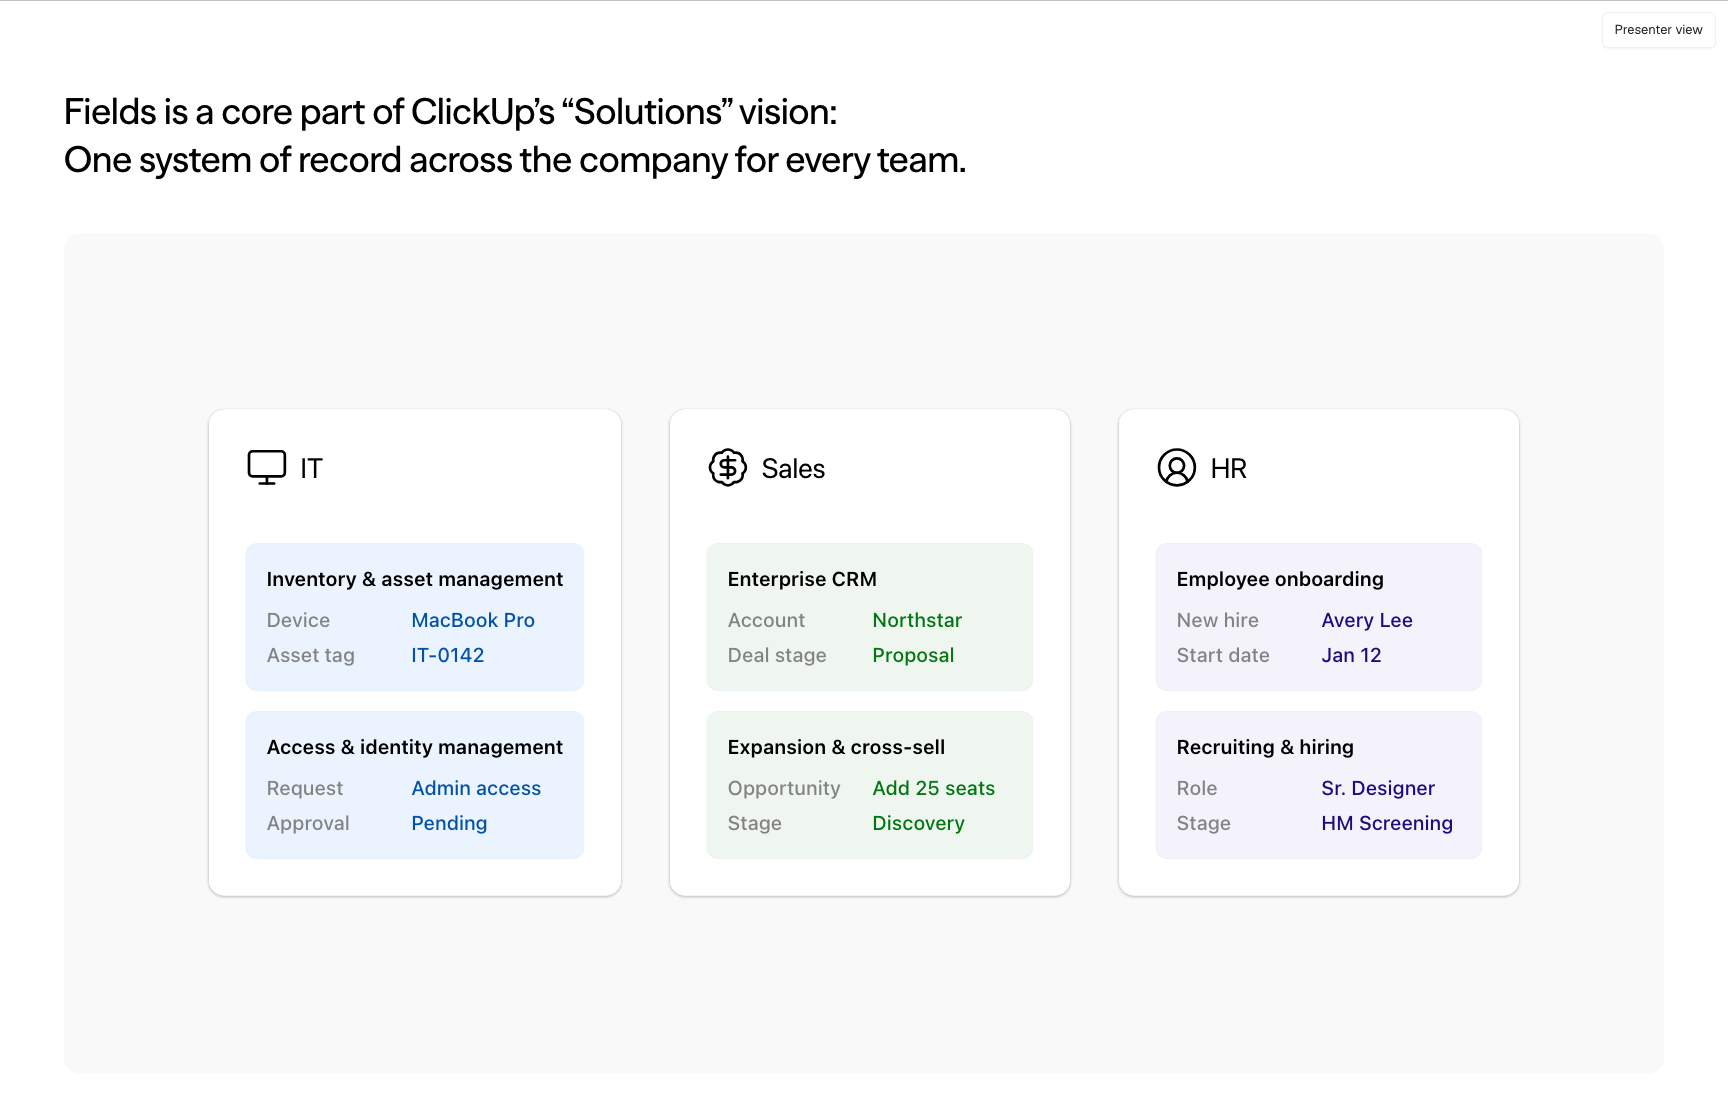 Presenter view
Fields is a core part of ClickUp’s “Solutions” vision:
One system of record across the company for every team.
IT
Inventory & asset management
Device MacBook Pro
Asset tag IT-0142
Access & identity management
Request Admin access
Approval Pending
Sales
Enterprise CRM
Account Northstar
Deal stage Proposal
Expansion & cross-sell
Opportunity Add 25 seats
Stage Discovery
HR
Employee onboarding
New hire Avery Lee
Start date Jan 12
Recruiting & hiring
Role Sr. Designer
Stage HM Screening